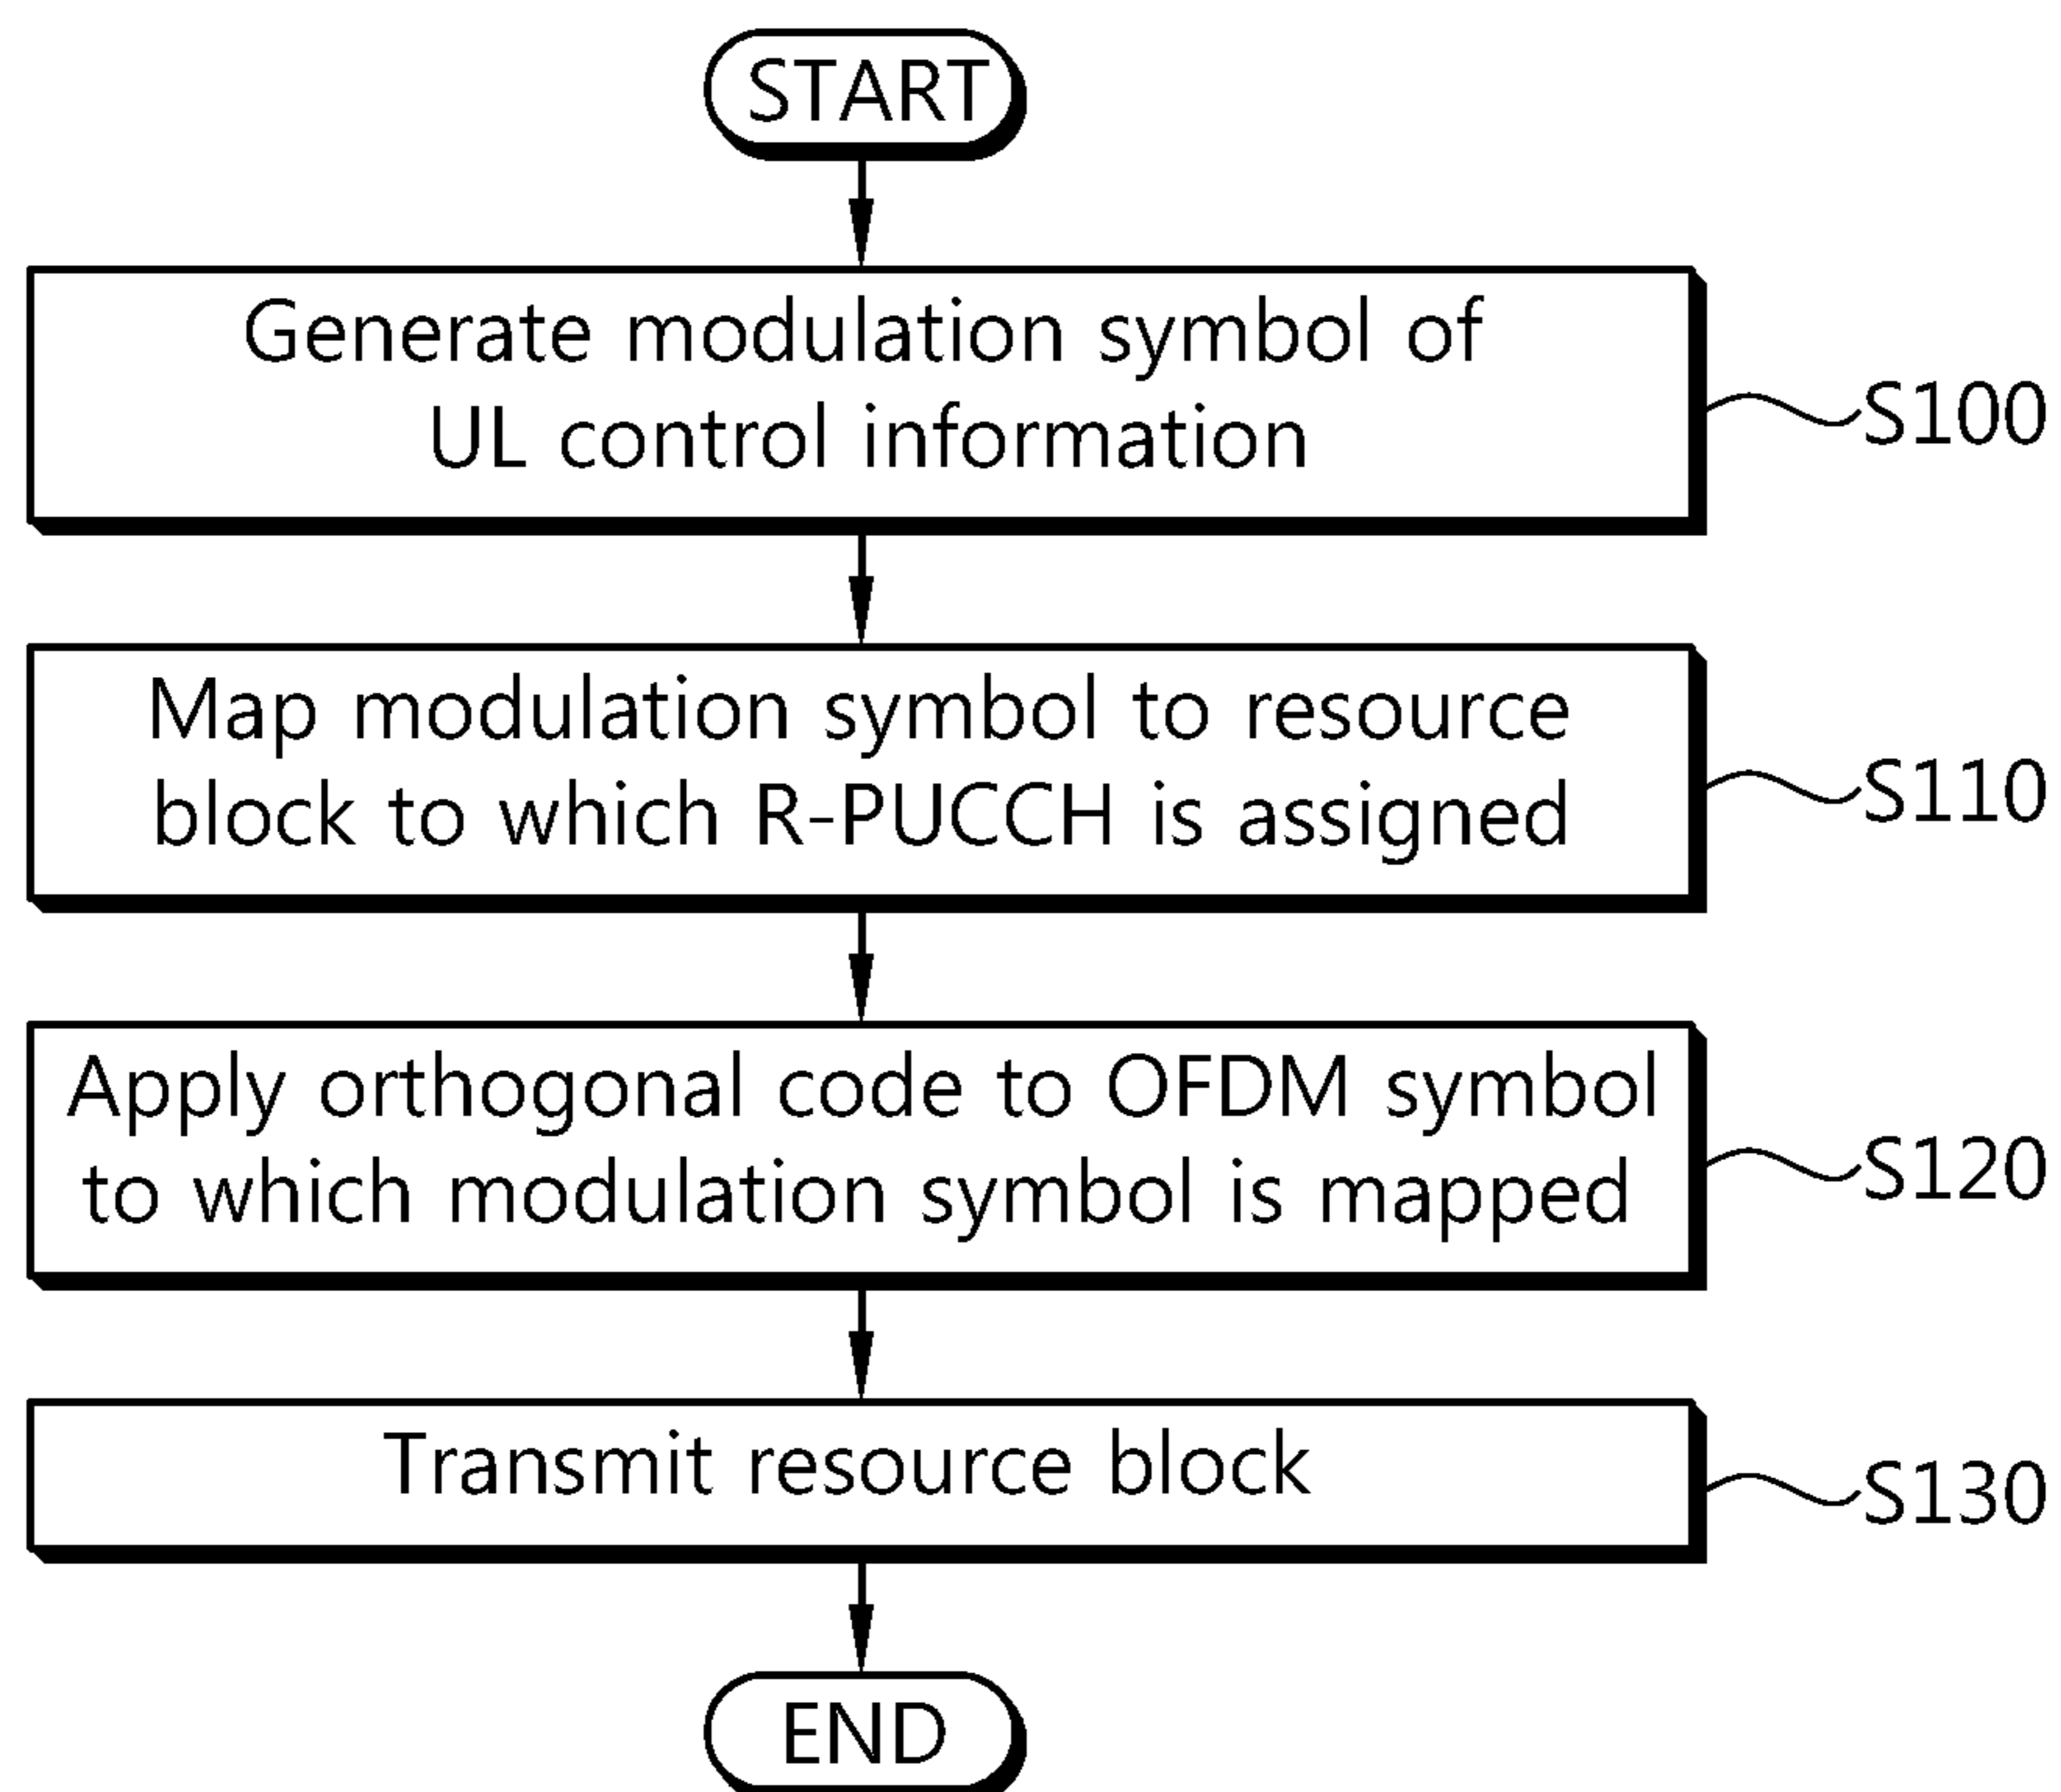 START
Generate modulation symbol of
UL control information
S100
Map modulation symbol to resource
block to which R-PUCCH is assigned
S110
Apply orthogonal code to OFDM symbol
to which modulation symbol is mapped
S120
Transmit resource block
S130
END